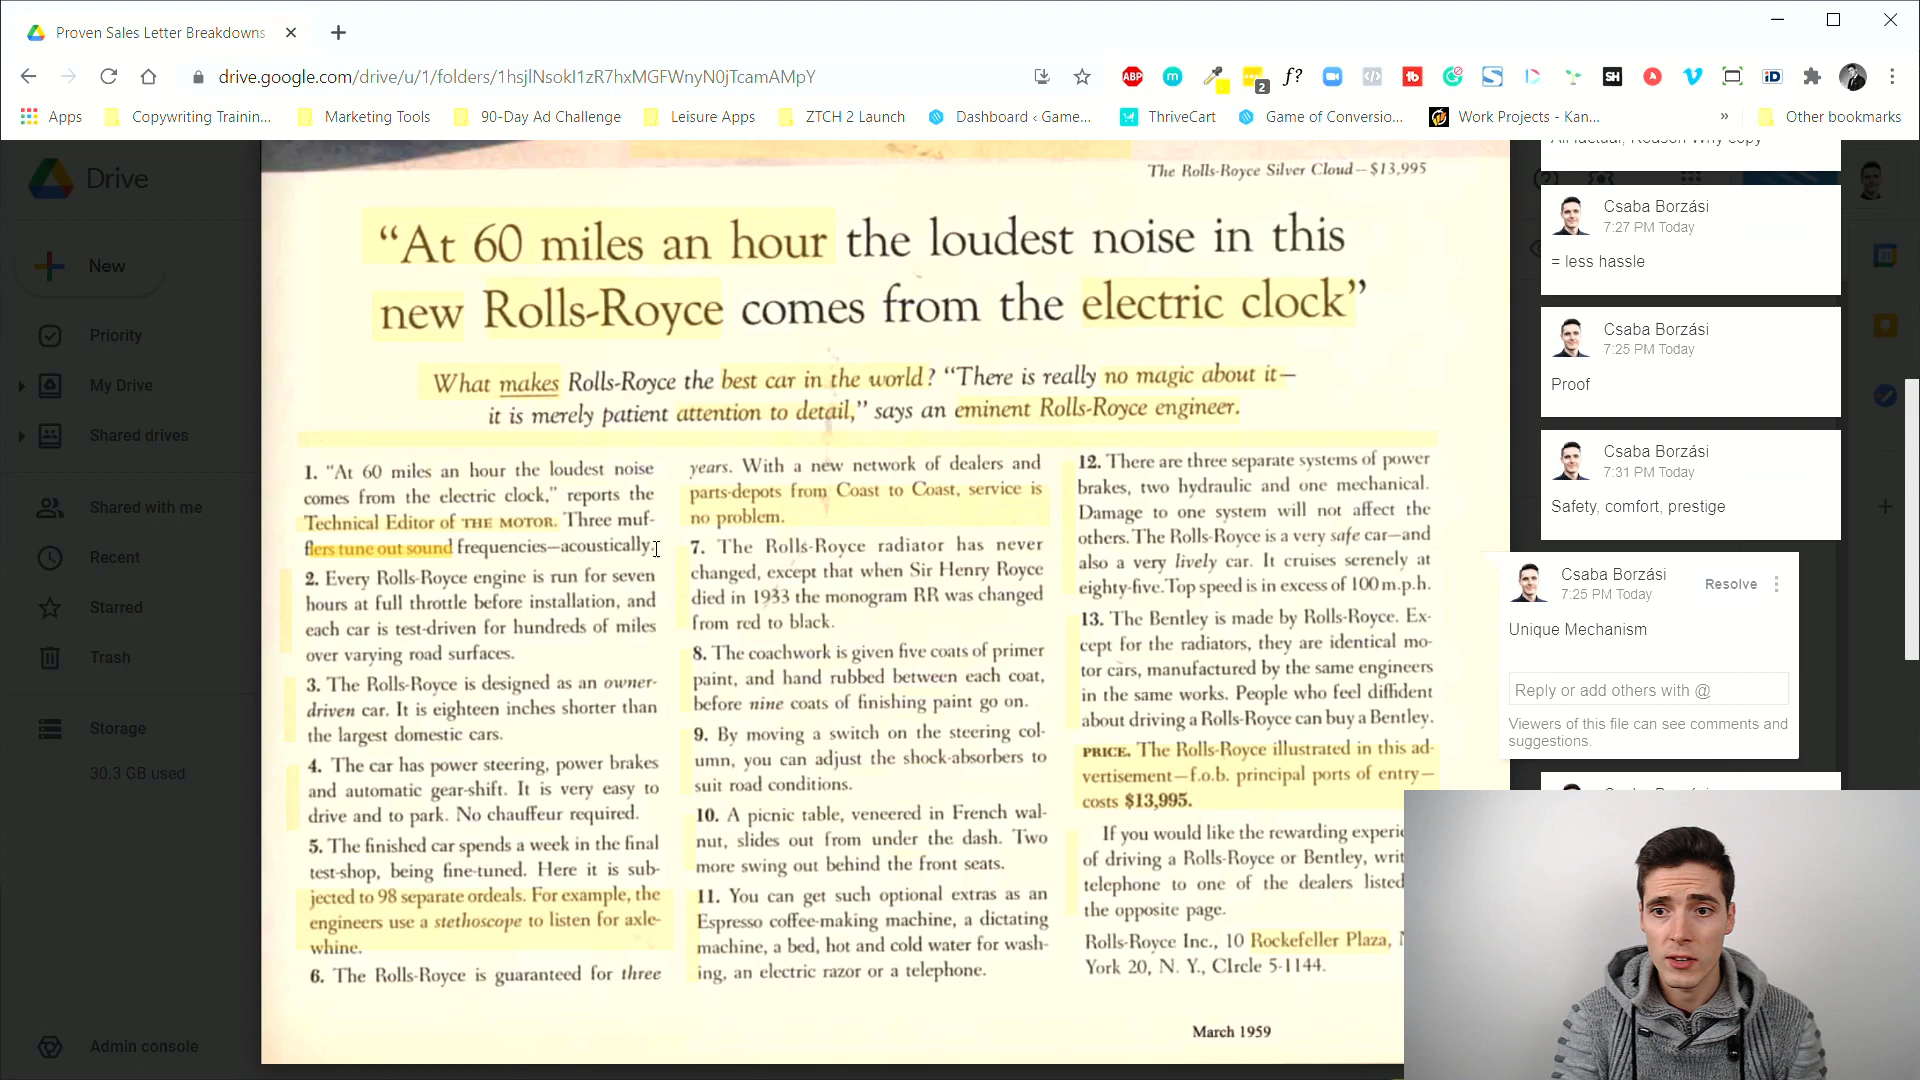 Proven Sales Letter Breakdowns
drive.google.com/drive/u/1/folders/1hsjlNsokI1zR7hxMGFWnyN0jTcamAMpY
ABP
m
2
f?
tb
SH
iD
Apps
Copywriting Trainin...
Marketing Tools
90-Day Ad Challenge
Leisure Apps
ZTCH 2 Launch
Dashboard ‹ Game...
ThriveCart
Game of Conversio...
Work Projects - Kan...
»
Other bookmarks
Drive
New
Priority
My Drive
Shared drives
Shared with me
Recent
Starred
Trash
Storage
30.3 GB used
Admin console
The Rolls-Royce Silver Cloud—$13,995
“At 60 miles an hour the loudest noise in this
new Rolls-Royce comes from the electric clock”
What makes Rolls-Royce the best car in the world? “There is really no magic about it—
it is merely patient attention to detail,” says an eminent Rolls-Royce engineer.
1. “At 60 miles an hour the loudest noise
comes from the electric clock,” reports the
Technical Editor of THE MOTOR. Three muf-
flers tune out sound frequencies—acoustically.
2. Every Rolls-Royce engine is run for seven
hours at full throttle before installation, and
each car is test-driven for hundreds of miles
over varying road surfaces.
3. The Rolls-Royce is designed as an owner-
driven car. It is eighteen inches shorter than
the largest domestic cars.
4. The car has power steering, power brakes
and automatic gear-shift. It is very easy to
drive and to park. No chauffeur required.
5. The finished car spends a week in the final
test-shop, being fine-tuned. Here it is sub-
jected to 98 separate ordeals. For example, the
engineers use a stethoscope to listen for axle-
whine.
6. The Rolls-Royce is guaranteed for three
years. With a new network of dealers and
parts-depots from Coast to Coast, service is
no problem.
7. The Rolls-Royce radiator has never
changed, except that when Sir Henry Royce
died in 1933 the monogram RR was changed
from red to black.
8. The coachwork is given five coats of primer
paint, and hand rubbed between each coat,
before nine coats of finishing paint go on.
9. By moving a switch on the steering col-
umn, you can adjust the shock-absorbers to
suit road conditions.
10. A picnic table, veneered in French wal-
nut, slides out from under the dash. Two
more swing out behind the front seats.
11. You can get such optional extras as an
Espresso coffee-making machine, a dictating
machine, a bed, hot and cold water for wash-
ing, an electric razor or a telephone.
12. There are three separate systems of power
brakes, two hydraulic and one mechanical.
Damage to one system will not affect the
others. The Rolls-Royce is a very safe car—and
also a very lively car. It cruises serenely at
eighty-five. Top speed is in excess of 100 m.p.h.
13. The Bentley is made by Rolls-Royce. Ex-
cept for the radiators, they are identical mo-
tor cars, manufactured by the same engineers
in the same works. People who feel diffident
about driving a Rolls-Royce can buy a Bentley.
PRICE. The Rolls-Royce illustrated in this ad-
vertisement—f.o.b. principal ports of entry—
costs $13,995.
If you would like the rewarding experi
of driving a Rolls-Royce or Bentley, writ
telephone to one of the dealers listed
the opposite page.
Rolls-Royce Inc., 10 Rockefeller Plaza,
York 20, N. Y., CIrcle 5-1144.
March 1959
Csaba Borzási
7:27 PM Today
= less hassle
Csaba Borzási
7:25 PM Today
Proof
Csaba Borzási
7:31 PM Today
Safety, comfort, prestige
Csaba Borzási
7:25 PM Today
Resolve
Unique Mechanism
Reply or add others with @
Viewers of this file can see comments and
suggestions.